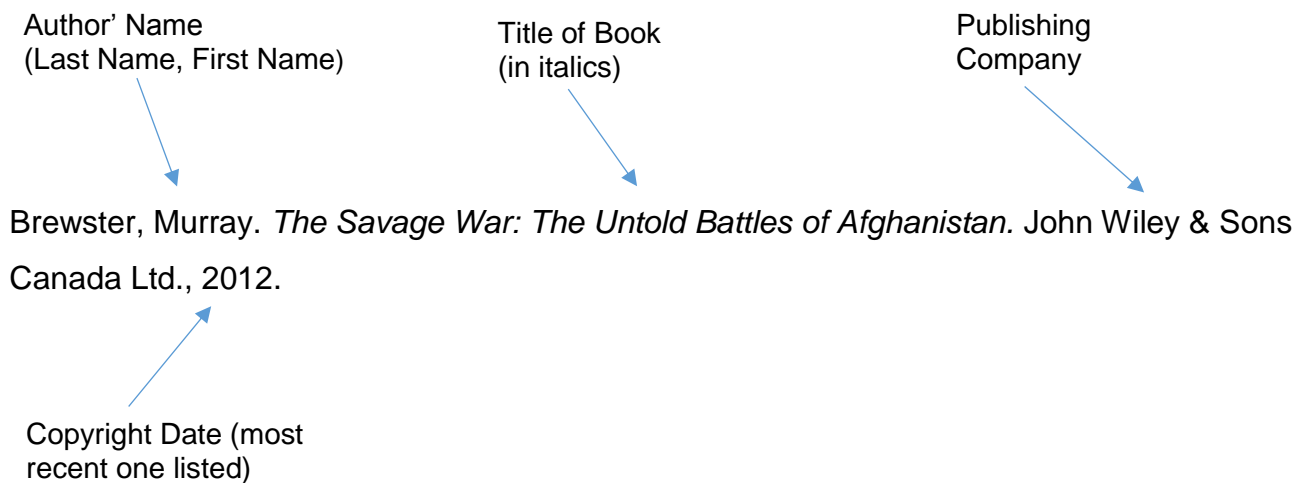 Author’ Name
(Last Name, First Name)
Title of Book
(in italics)
Publishing
Company
Brewster, Murray. The Savage War: The Untold Battles of Afghanistan. John Wiley & Sons
Canada Ltd., 2012.
Copyright Date (most
recent one listed)